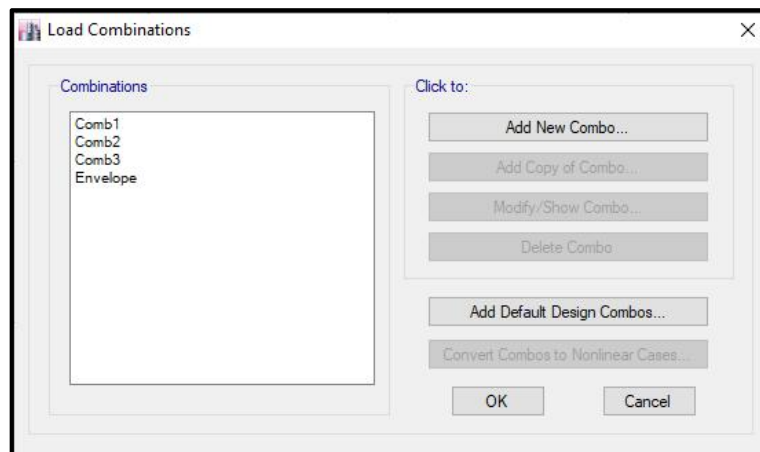 Load Combinations
Combinations
Comb1
Comb2
Comb3
Envelope
Click to:
Add New Combo...
Add Copy of Combo...
Modify/Show Combo...
Delete Combo
Add Default Design Combos...
Convert Combos to Nonlinear Cases...
OK
Cancel